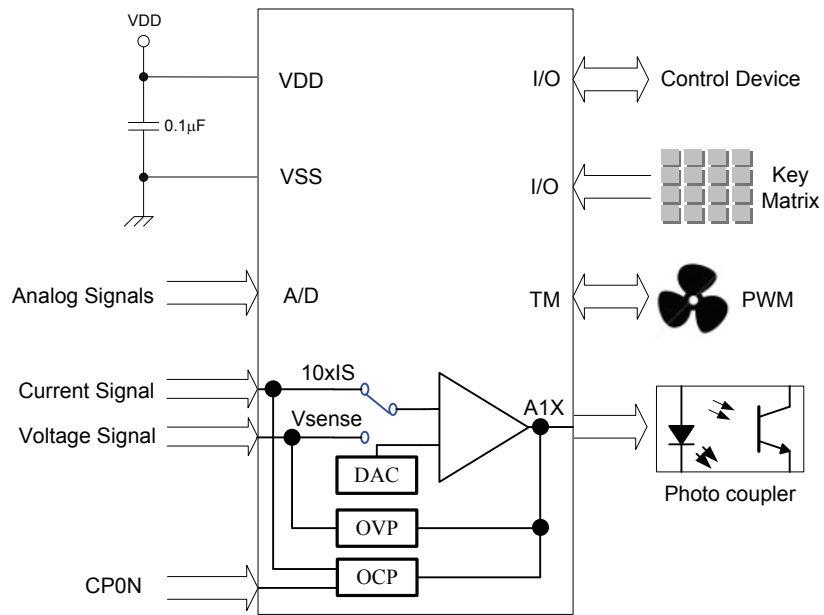 VDD
VDD
0.1µF
VSS
I/O
Control Device
I/O
Key
Matrix
Analog Signals
A/D
TM
PWM
Current Signal
10xIS
Voltage Signal
Vsense
A1X
DAC
OVP
OCP
CP0N
Photo coupler